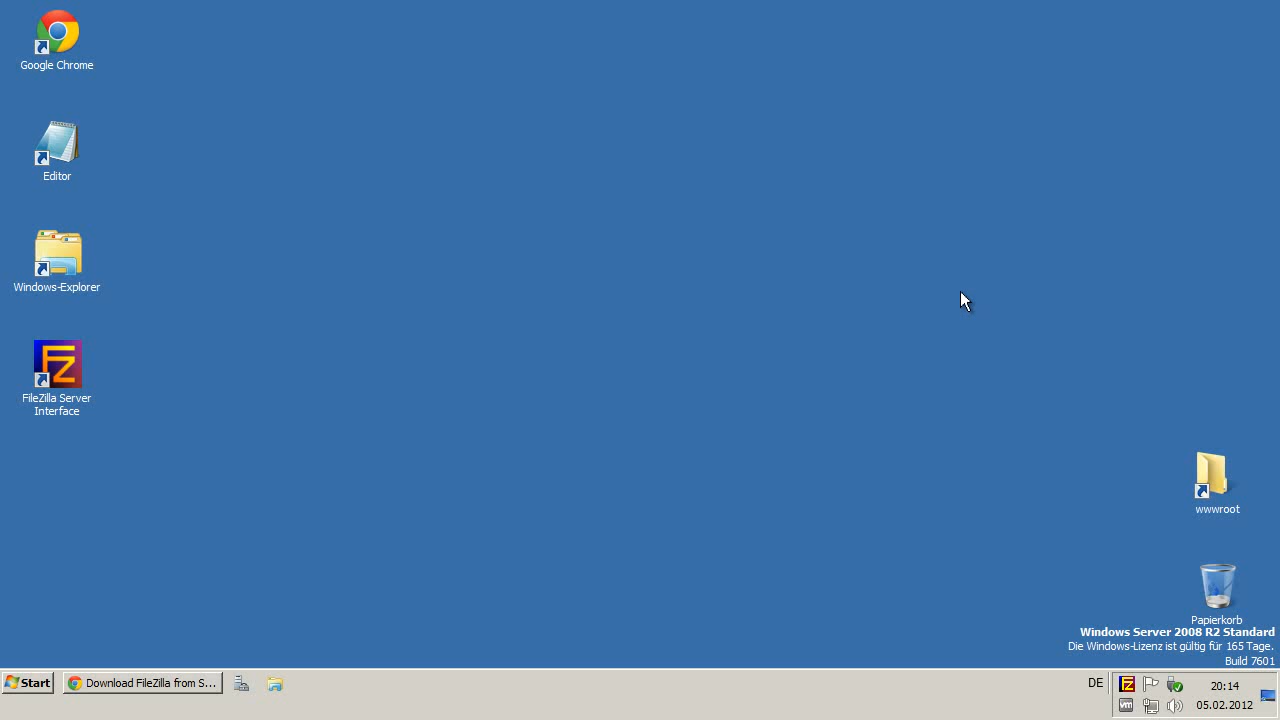 Google Chrome
Editor
Windows-Explorer
FileZilla Server
Interface
wwwroot
Papierkorb
Windows Server 2008 R2 Standard
Die Windows-Lizenz ist gültig für 165 Tage.
Build 7601
Start
Download FileZilla from S...
DE
20:14
vm
05.02.2012